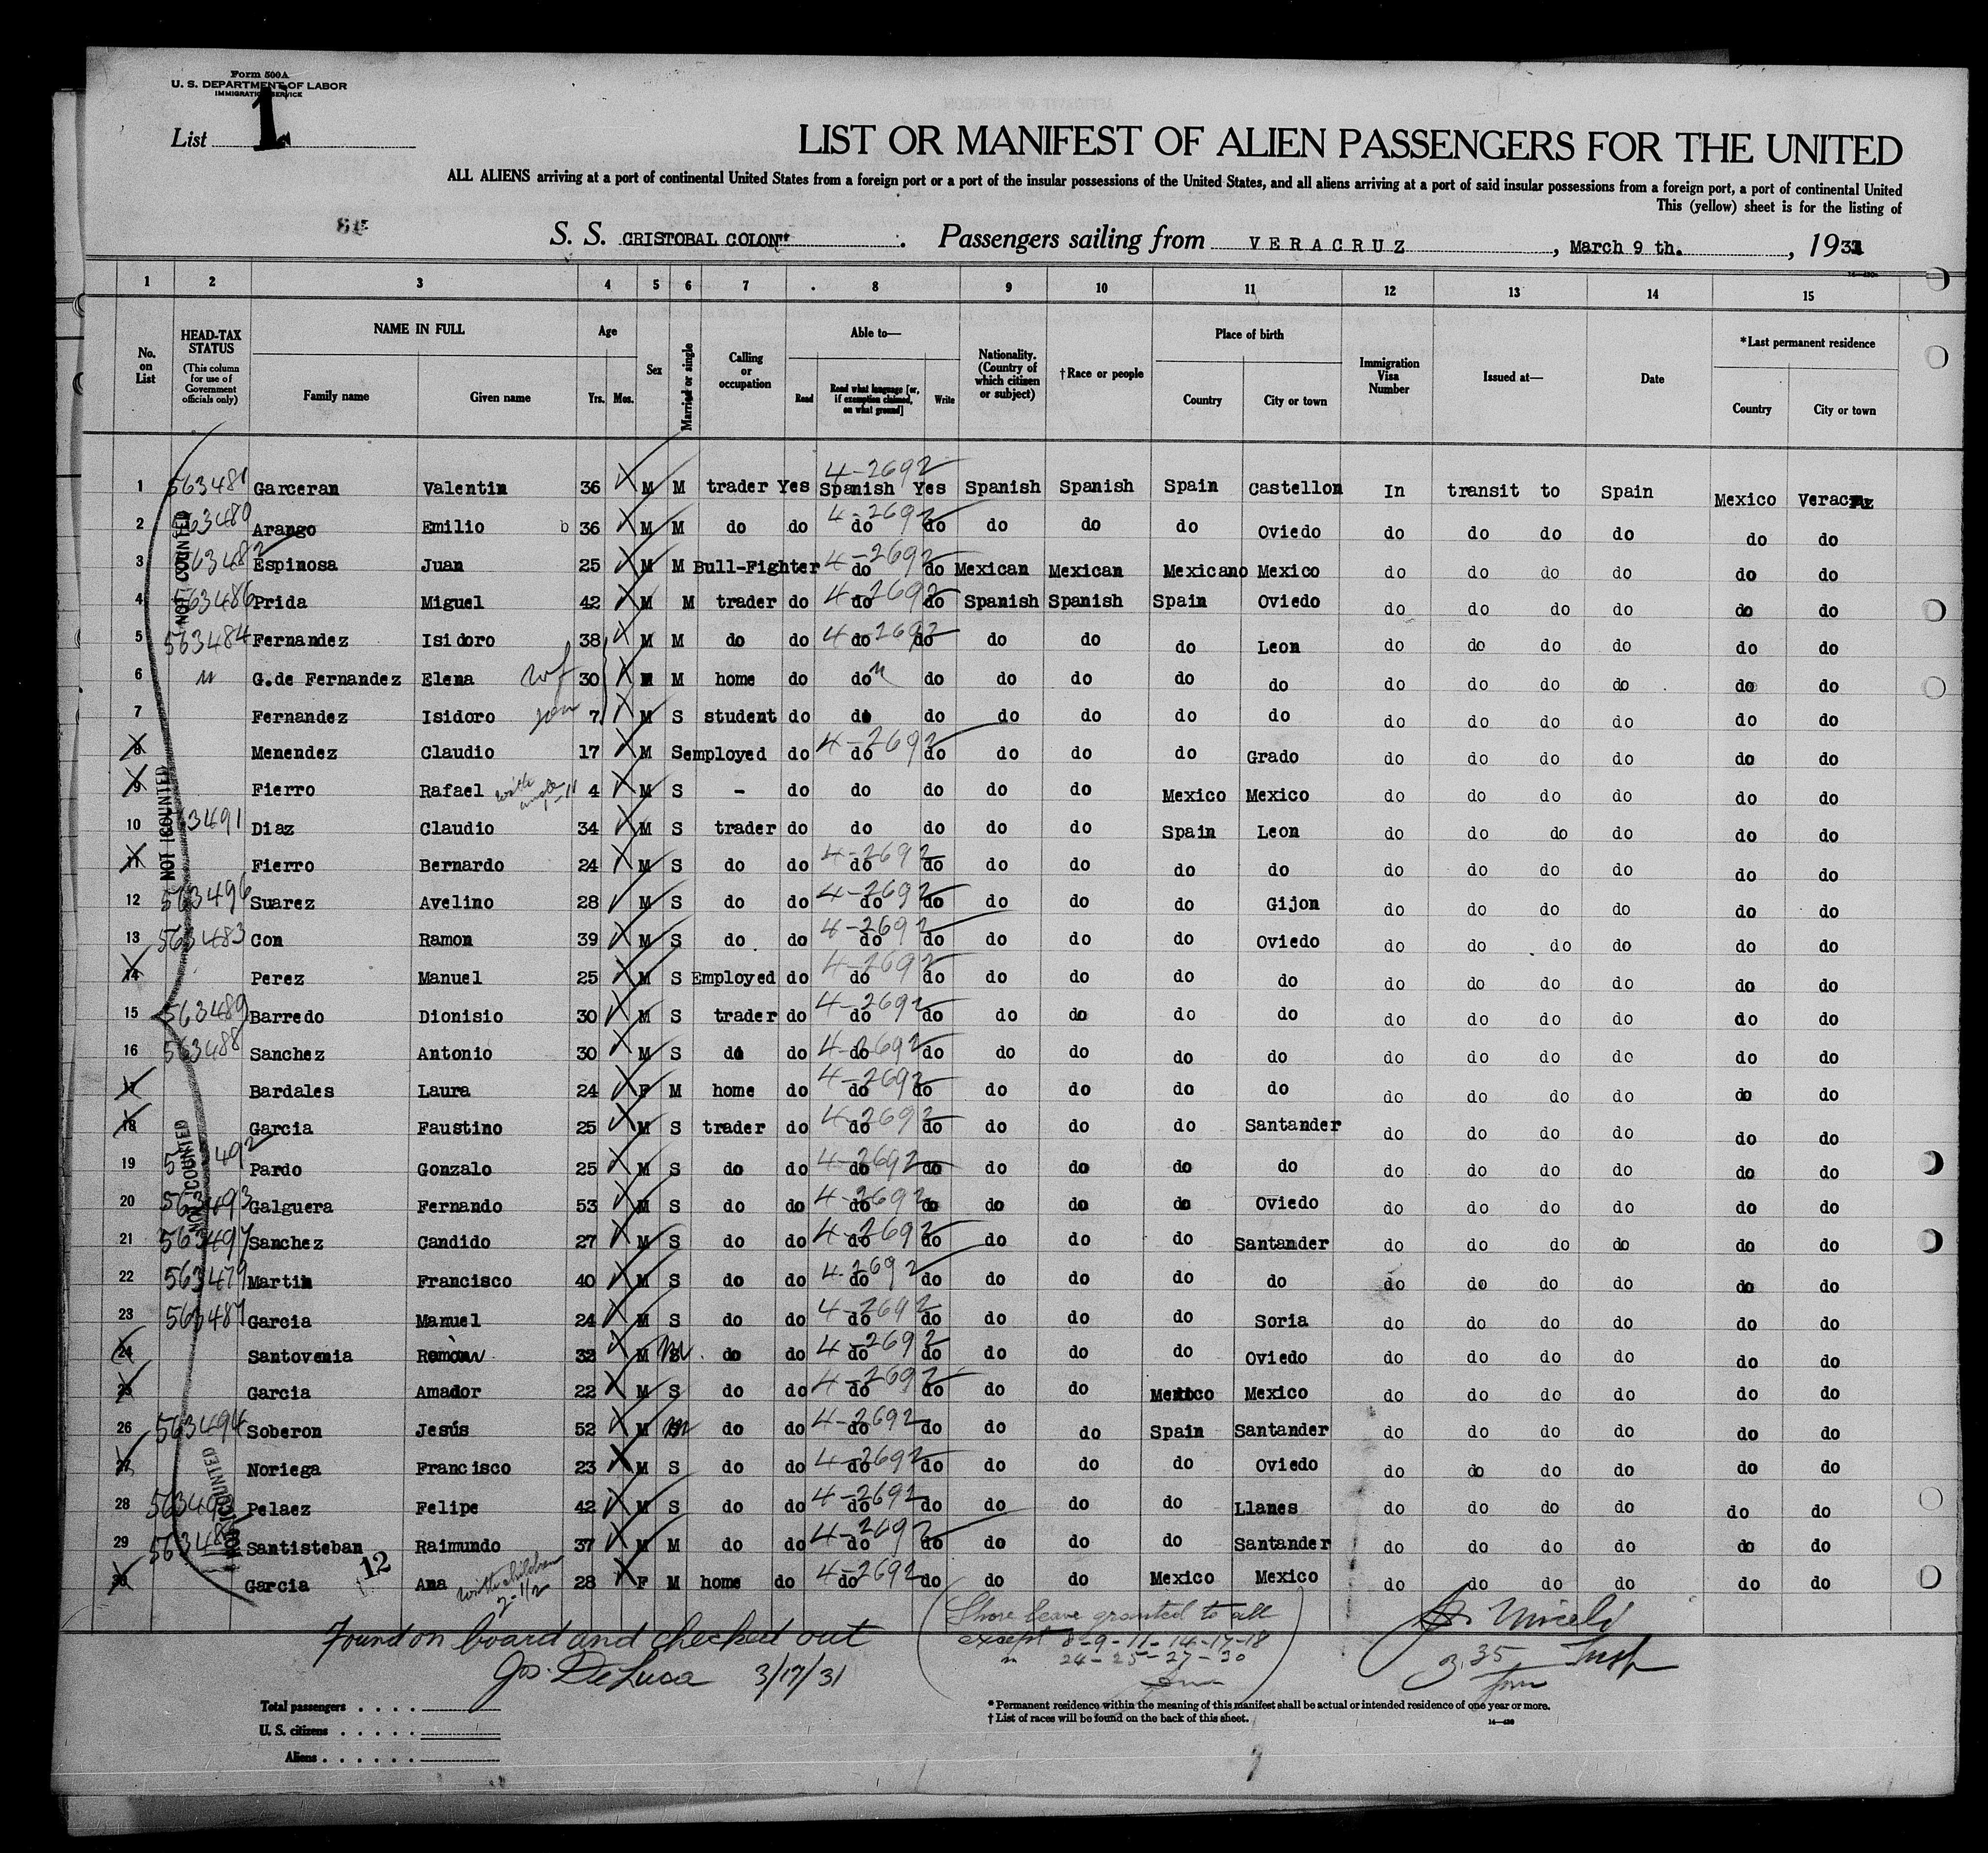 Form 500A
U. S. DEPARTMENT OF LABOR
IMMIGRATION SERVICE
List 1
LIST OR MANIFEST OF ALIEN PASSENGERS FOR THE UNITED
ALL ALIENS arriving at a port of continental United States from a foreign port or a port of the insular possessions of the United States, and all aliens arriving at a port of said insular possessions from a foreign port, a port of continental United
This (yellow) sheet is for the listing of
S. S. CRISTOBAL COLON" . Passengers sailing from VERACRUZ , March 9 th. , 1931
1 2 3 4 5 6 7 8 9 10 11 12 13 14 15
No. on List HEAD-TAX STATUS (This column for use of Government officials only) NAME IN FULL Family name Given name Age Yrs. Mos. Sex Married or single Calling or occupation Able to— Read Read what language [or, if exemption claimed, on what ground] Write Nationality. (Country of which citizen or subject) †Race or people Place of birth Country City or town Immigration Visa Number Issued at— Date *Last permanent residence Country City or town
4-2692
1 563481 Garceran Valentin 36 M M trader Yes Spanish Yes Spanish Spanish Spain Castellon In transit to Spain Mexico Veracruz
2 563480 Arango Emilio 36 M M do do 4-2692 do do do do do Oviedo do do do do do do
3 563482 Espinosa Juan 25 M M Bull-Fighter 4-2692 do do Mexican Mexican Mexicano Mexico do do do do do do
4 563486 Prida Miguel 42 M M trader do 4-2692 do do Spanish Spanish Spain Oviedo do do do do do do
5 563484 Fernandez Isidoro 38 M M do do 4-2692 do do do do do Leon do do do do do do
6 " G.de Fernandez Elena wf 30 M home do do " do do do do do do do do do do do
7 Fernandez Isidoro son 7 M S student do do do do do do do do do do do do do
8 Menendez Claudio 17 M S employed do 4-2692 do do do do do Grado do do do do do do
9 Fierro Rafael with uncle 1-11 4 M S - do do do do do Mexico Mexico do do do do do do
10 3491 Diaz Claudio 34 M S trader do do do do do Spain Leon do do do do do do
11 Fierro Bernardo 24 M S do do 4-2692 do do do do do do do do do do do do
12 563496 Suarez Avelino 28 M S do do 4-2692 do do do do do Gijon do do do do do do
13 563483 Con Ramon 39 M S do do 4-2692 do do do do do Oviedo do do do do do do
14 Perez Manuel 25 M S Employed do 4-2692 do do do do do do do do do do do do
15 563489 Barredo Dionisio 30 M S trader do 4-2692 do do do do do do do do do do do do
16 563488 Sanchez Antonio 30 M S do do 4-2692 do do do do do do do do do do do do
17 Bardales Laura 24 F M home do 4-2692 do do do do do do do do do do do do
18 Garcia Faustino 25 M S trader do 4-2692 do do do do do Santander do do do do do do
19 Pardo Gonzalo 25 M S do do 4-2692 do do do do do do do do do do do do
20 563493 Galguera Fernando 53 M S do do 4-2692 do do do do do Oviedo do do do do do do
21 563497 Sanchez Candido 27 M S do do 4-2692 do do do do do Santander do do do do do do
22 563479 Martin Francisco 40 M S do do 4-2692 do do do do do do do do do do do do
23 563487 Garcia Manuel 24 M S do do 4-2692 do do do do do Soria do do do do do do
24 Santovenia Ramon 32 M M do do 4-2692 do do do do do Oviedo do do do do do do
25 Garcia Amador 22 M S do do 4-2692 do do do do Mexico Mexico do do do do do do
26 563494 Soberon Jesús 52 M M do do 4-2692 do do do do Spain Santander do do do do do do
27 Noriega Francisco 23 M S do do 4-2692 do do do do do Oviedo do do do do do do
28 Pelaez Felipe 42 M S do do 4-2692 do do do do do Llanes do do do do do do
29 Santisteban Raimundo 37 M M do do 4-2692 do do do do do Santander do do do do do do
30 Garcia 12 Ana with children 2-1/2 28 F M home do 4-2692 do do do do Mexico Mexico do do do do do do
NOT COUNTED
NOT COUNTED
NOT COUNTED
Found on board and checked out
Jos. De Lusa 3/17/31
(Shore leave granted to all
except 8-9-11-14-17-18
" 24-25-27-30)
3.35
Total passengers . . . .
U. S. citizens . . . . .
Aliens . . . . . .
* Permanent residence within the meaning of this manifest shall be actual or intended residence of one year or more.
† List of races will be found on the back of this sheet.